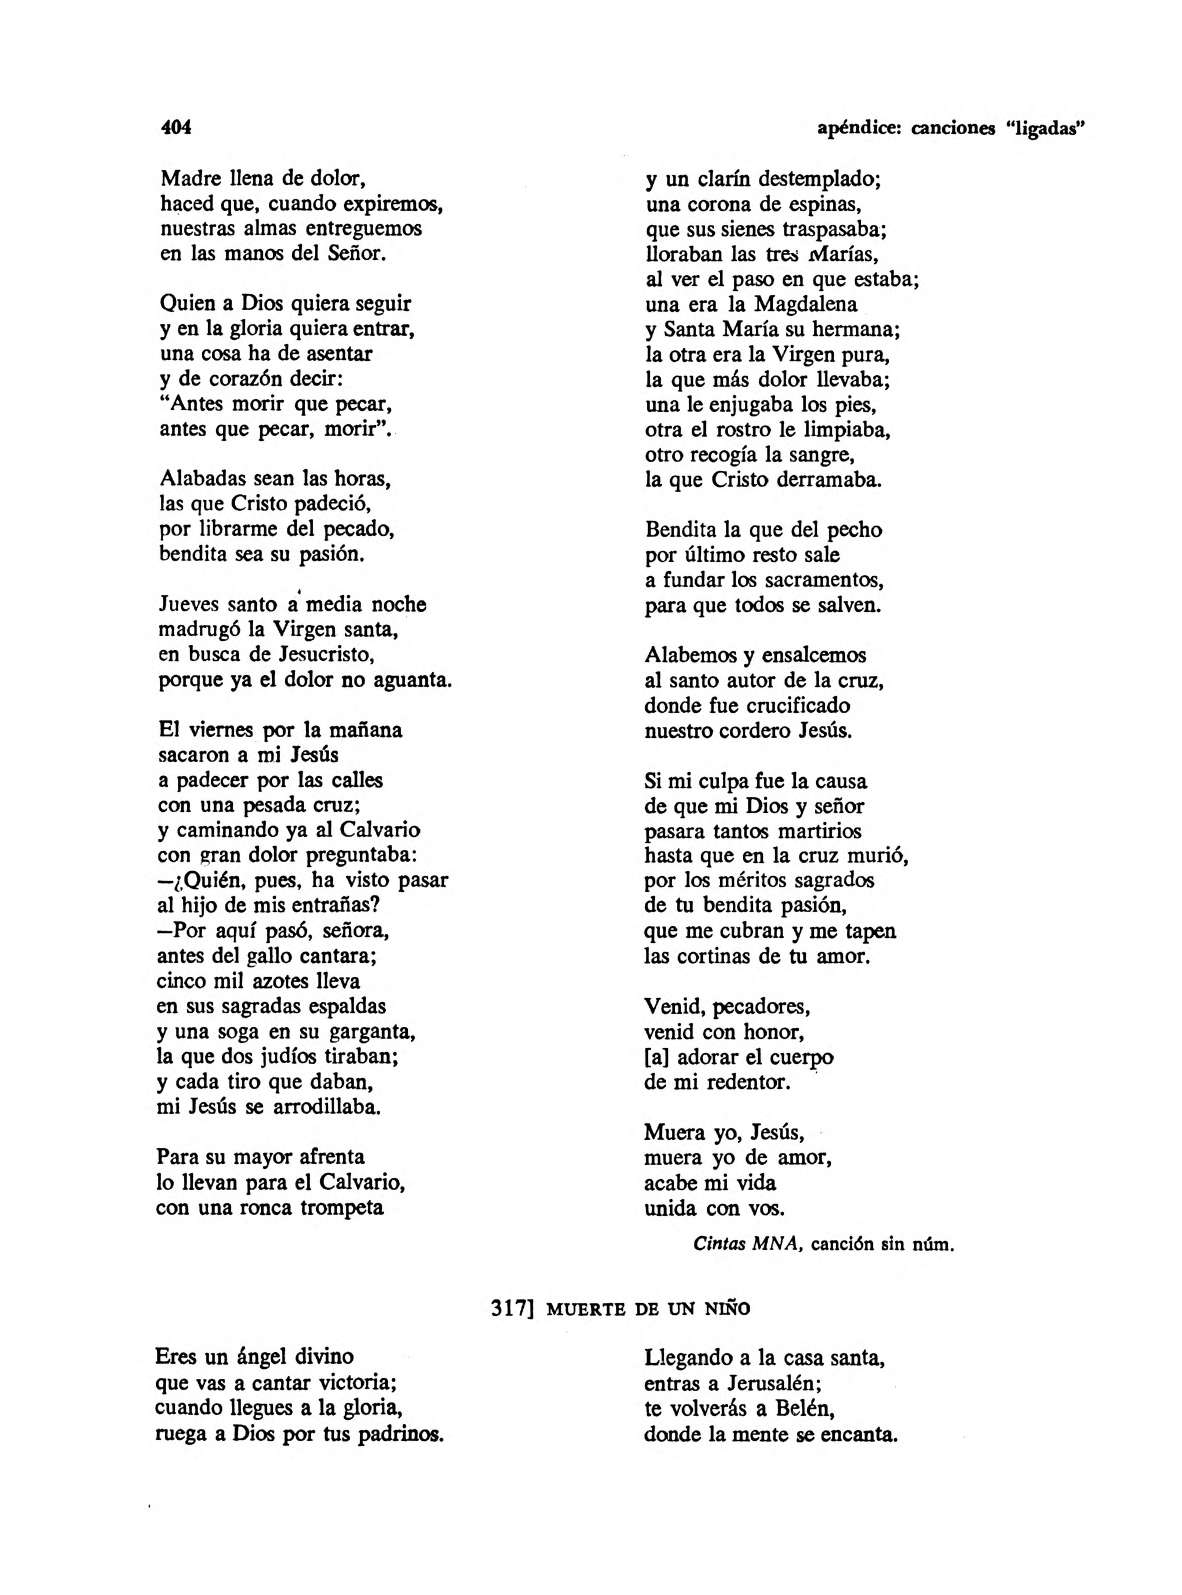 404
apéndice: canciones “ligadas”
Madre llena de dolor,
haced que, cuando expiremos,
nuestras almas entreguemos
en las manos del Señor.
Quien a Dios quiera seguir
y en la gloria quiera entrar,
una cosa ha de asentar
y de corazón decir:
“Antes morir que pecar,
antes que pecar, morir”.
Alabadas sean las horas,
las que Cristo padeció,
por librarme del pecado,
bendita sea su pasión.
Jueves santo a media noche
madrugó la Virgen santa,
en busca de Jesucristo,
porque ya el dolor no aguanta.
El viernes por la mañana
sacaron a mi Jesús
a padecer por las calles
con una pesada cruz;
y caminando ya al Calvario
con gran dolor preguntaba:
—¿Quién, pues, ha visto pasar
al hijo de mis entrañas?
—Por aquí pasó, señora,
antes del gallo cantara;
cinco mil azotes lleva
en sus sagradas espaldas
y una soga en su garganta,
la que dos judíos tiraban;
y cada tiro que daban,
mi Jesús se arrodillaba.
Para su mayor afrenta
lo llevan para el Calvario,
con una ronca trompeta
y un clarín destemplado;
una corona de espinas,
que sus sienes traspasaba;
lloraban las tres Marías,
al ver el paso en que estaba;
una era la Magdalena
y Santa María su hermana;
la otra era la Virgen pura,
la que más dolor llevaba;
una le enjugaba los pies,
otra el rostro le limpiaba,
otro recogía la sangre,
la que Cristo derramaba.
Bendita la que del pecho
por último resto sale
a fundar los sacramentos,
para que todos se salven.
Alabemos y ensalcemos
al santo autor de la cruz,
donde fue crucificado
nuestro cordero Jesús.
Si mi culpa fue la causa
de que mi Dios y señor
pasara tantos martirios
hasta que en la cruz murió,
por los méritos sagrados
de tu bendita pasión,
que me cubran y me tapen
las cortinas de tu amor.
Venid, pecadores,
venid con honor,
[a] adorar el cuerpo
de mi redentor.
Muera yo, Jesús,
muera yo de amor,
acabe mi vida
unida con vos.
Cintas MNA, canción sin núm.
317] MUERTE DE UN NIÑO
Eres un ángel divino
que vas a cantar victoria;
cuando llegues a la gloria,
ruega a Dios por tus padrinos.
Llegando a la casa santa,
entras a Jerusalén;
te volverás a Belén,
donde la mente se encanta.